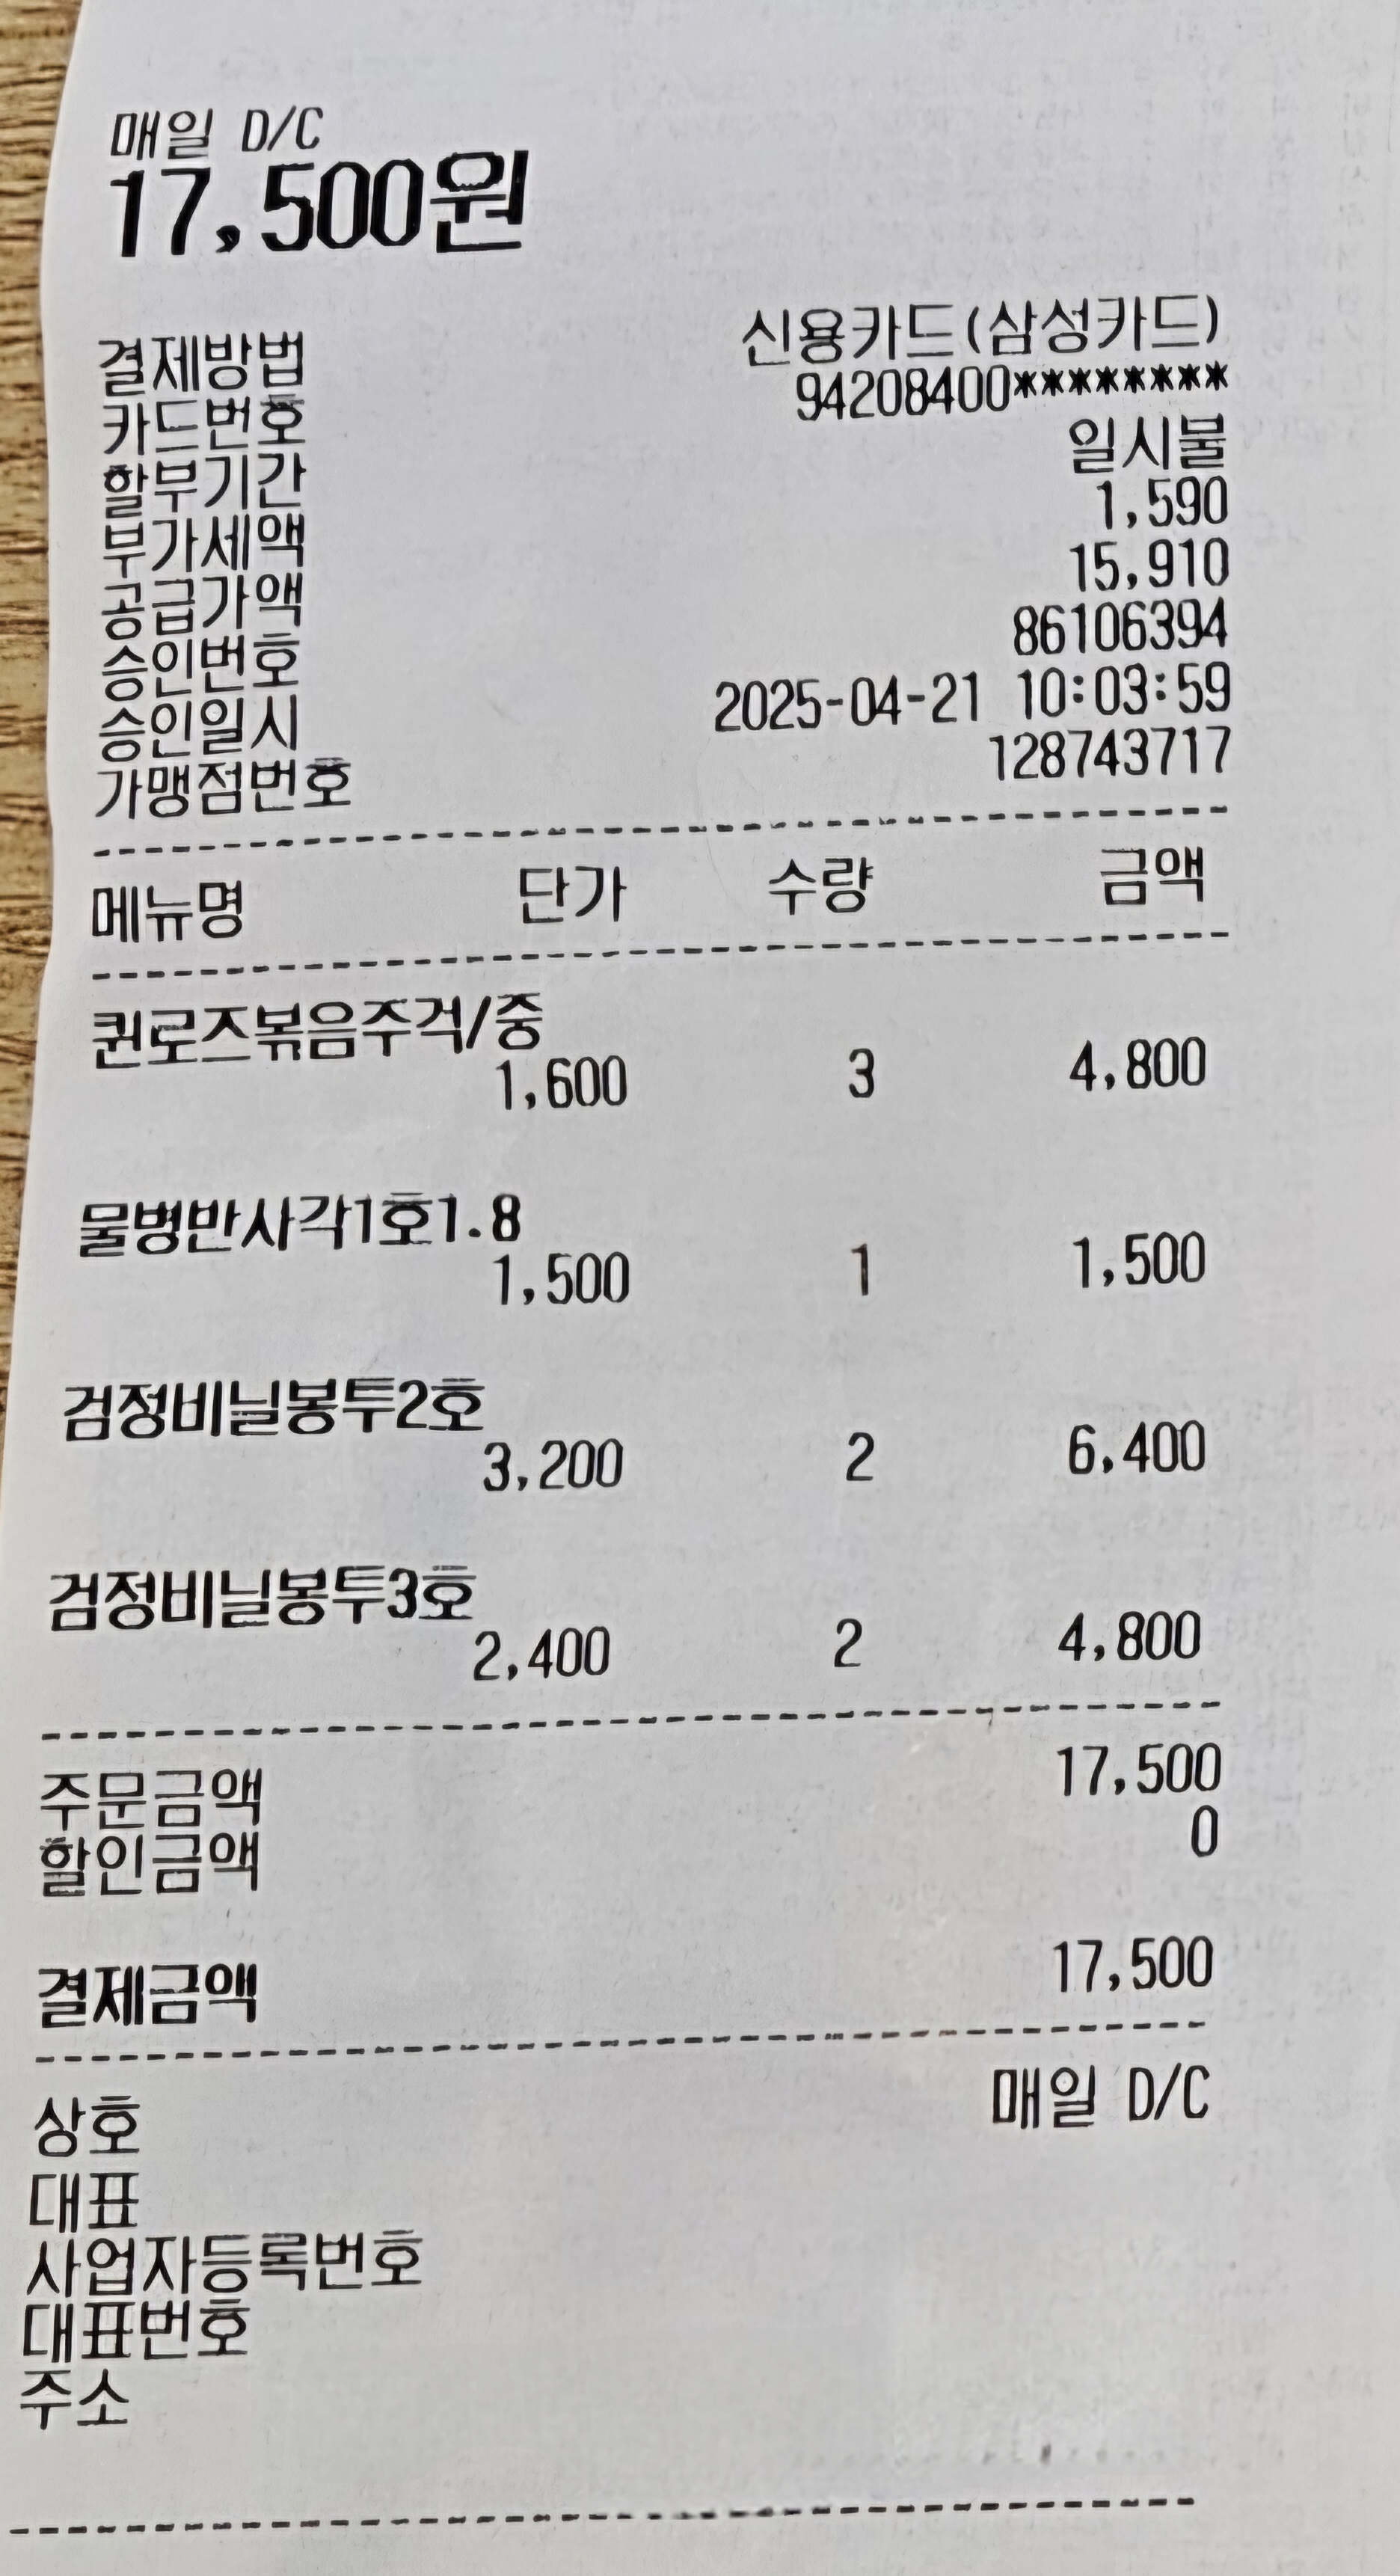 매일 D/C
17,500원
결제방법 신용카드(삼성카드)
카드번호 94208400********
할부기간 일시불
부가세액 1,590
공급가액 15,910
승인번호 86106394
승인일시 2025-04-21 10:03:59
가맹점번호 128743717
메뉴명 단가 수량 금액
퀸로즈볶음주걱/중
1,600 3 4,800
물병반사각1호1.8
1,500 1 1,500
검정비닐봉투2호
3,200 2 6,400
검정비닐봉투3호
2,400 2 4,800
주문금액 17,500
할인금액 0
결제금액 17,500
상호 매일 D/C
대표
사업자등록번호
대표번호
주소